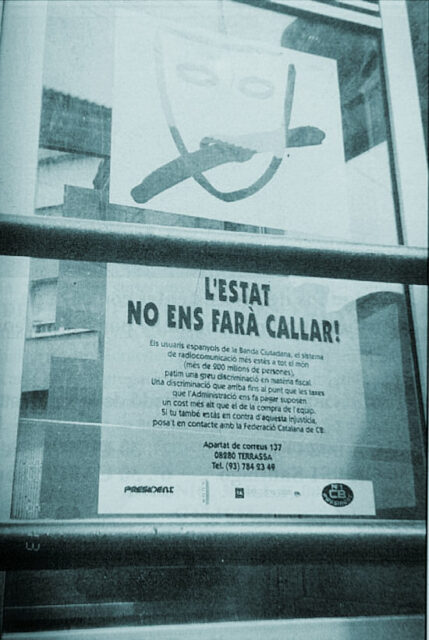 L'ESTAT
NO ENS FARÀ CALLAR!
Els usuaris espanyols de la Banda Ciutadana, el sistema
de radiocomunicació més estès a tot el món
(més de 200 milions de persones),
patim una greu discriminació en matèria fiscal.
Una discriminació que arriba fins al punt que les taxes
que l'Administració ens fa pagar suposen
un cost més alt que el de la compra de l'equip.
Si tu també estàs en contra d'aquesta injustícia,
posa't en contacte amb la Federació Catalana de CB.
Apartat de correus 137
08280 TERRASSA
Tel. (93) 784 23 49
PRESIDENT
CB